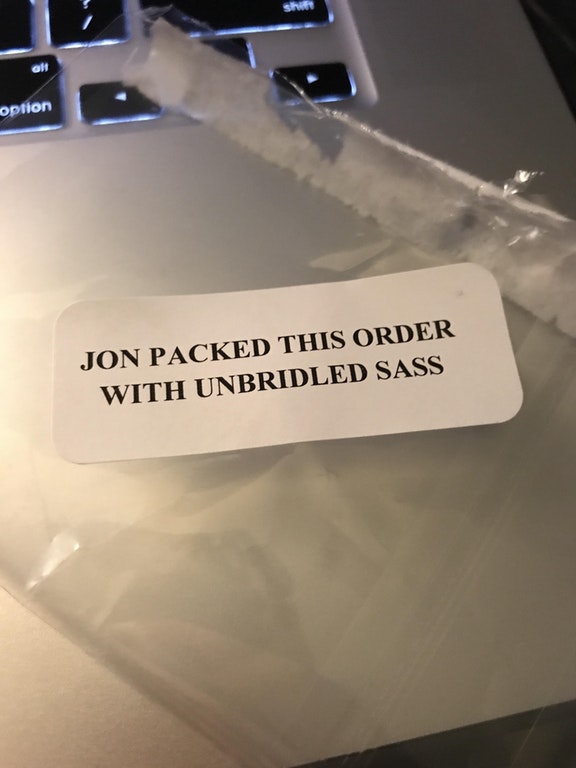 ?
/
shift
alt
option
◄
►
JON PACKED THIS ORDER
WITH UNBRIDLED SASS